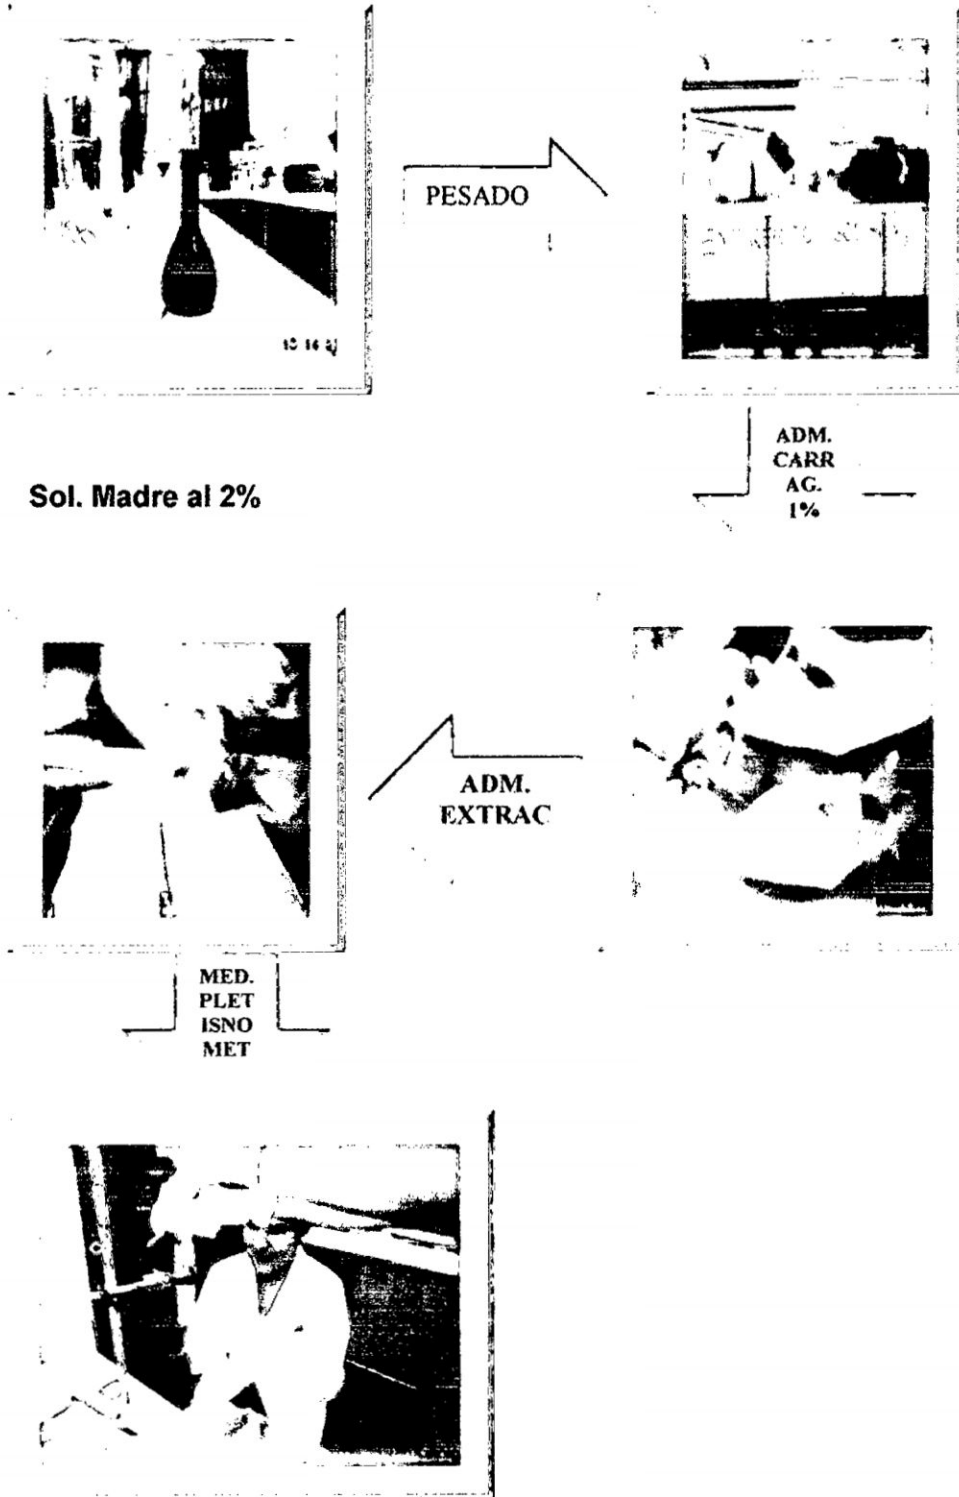 PESADO
ADM.
CARR
AG.
1%
Sol. Madre al 2%
ADM.
EXTRAC
MED.
PLET
ISNO
MET